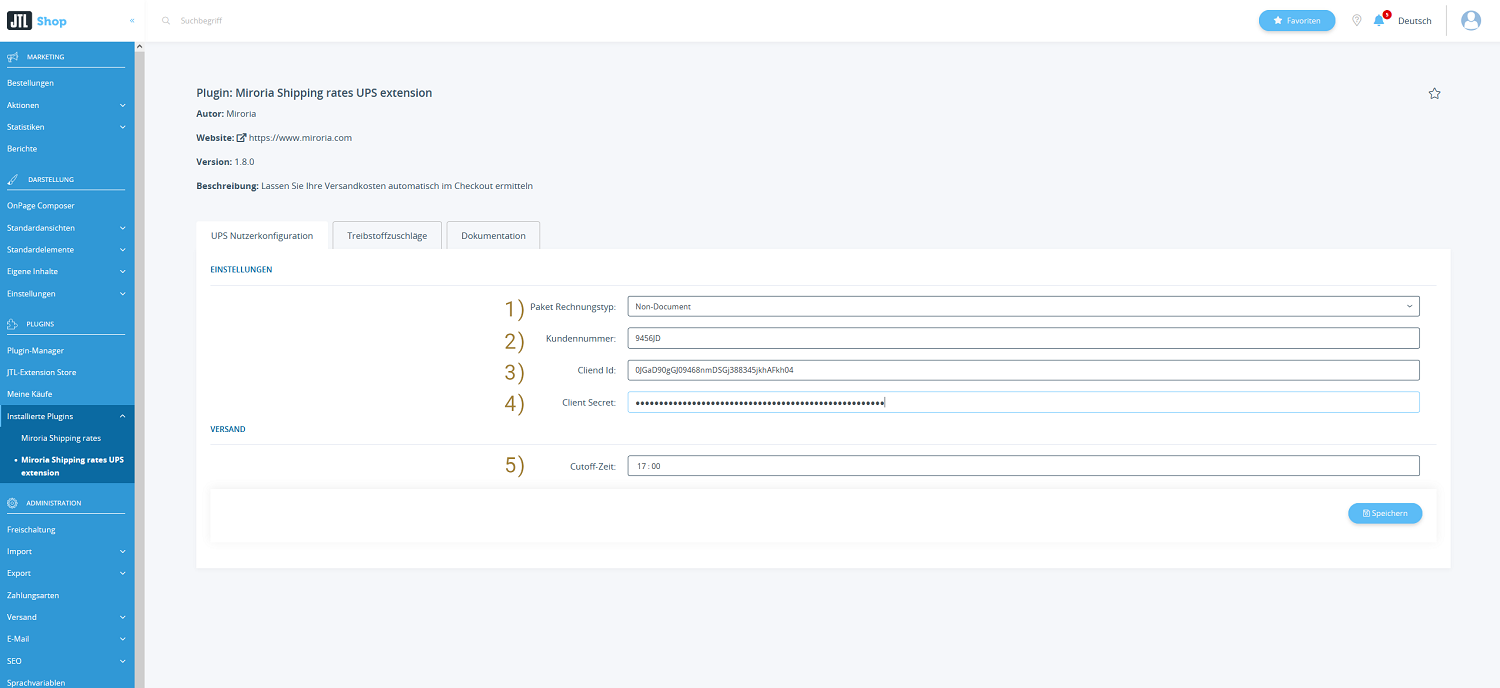 JTL Shop
«
Suchbegriff
Favoriten
5
Deutsch
MARKETING
Bestellungen
Aktionen
Statistiken
Berichte
DARSTELLUNG
OnPage Composer
Standardansichten
Standardelemente
Eigene Inhalte
Einstellungen
PLUGINS
Plugin-Manager
JTL-Extension Store
Meine Käufe
Installierte Plugins
Miroria Shipping rates
• Miroria Shipping rates UPS
extension
ADMINISTRATION
Freischaltung
Import
Export
Zahlungsarten
Versand
E-Mail
SEO
Sprachvariablen
Plugin: Miroria Shipping rates UPS extension
Autor: Miroria
Website: https://www.miroria.com
Version: 1.8.0
Beschreibung: Lassen Sie Ihre Versandkosten automatisch im Checkout ermitteln
UPS Nutzerkonfiguration
Treibstoffzuschläge
Dokumentation
EINSTELLUNGEN
1) Paket Rechnungstyp: Non-Document
2) Kundennummer: 9456JD
3) Cliend Id: 0JGaD90gGJ09468nmDSGj388345jkhAFkh04
4) Client Secret:
VERSAND
5) Cutoff-Zeit: 17 : 00
Speichern